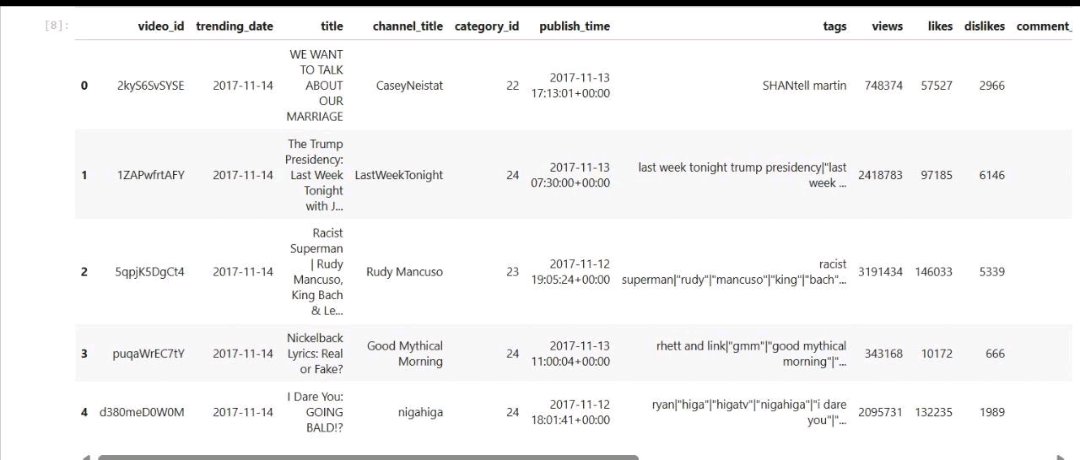 [8]:
video_id trending_date title channel_title category_id publish_time tags views likes dislikes comment_
WE WANT
TO TALK
0 2kyS6SvSYSE 2017-11-14 ABOUT CaseyNeistat 22 2017-11-13 17:13:01+00:00 SHANtell martin 748374 57527 2966
OUR
MARRIAGE
The Trump
Presidency:
1 1ZAPwfrtAFY 2017-11-14 Last Week LastWeekTonight 24 2017-11-13 07:30:00+00:00 last week tonight trump presidency|"last week ... 2418783 97185 6146
Tonight
with J...
Racist
Superman
| Rudy
2 5qpjK5DgCt4 2017-11-14 Mancuso, Rudy Mancuso 23 2017-11-12 19:05:24+00:00 racist superman|"rudy"|"mancuso"|"king"|"bach"... 3191434 146033 5339
King Bach
& Le...
Nickelback
3 puqaWrEC7tY 2017-11-14 Lyrics: Real Good Mythical Morning 24 2017-11-13 11:00:04+00:00 rhett and link|"gmm"|"good mythical morning"|"... 343168 10172 666
or Fake?
I Dare You:
4 d380meD0W0M 2017-11-14 GOING nigahiga 24 2017-11-12 18:01:41+00:00 ryan|"higa"|"higatv"|"nigahiga"|"i dare you"|"... 2095731 132235 1989
BALD!?